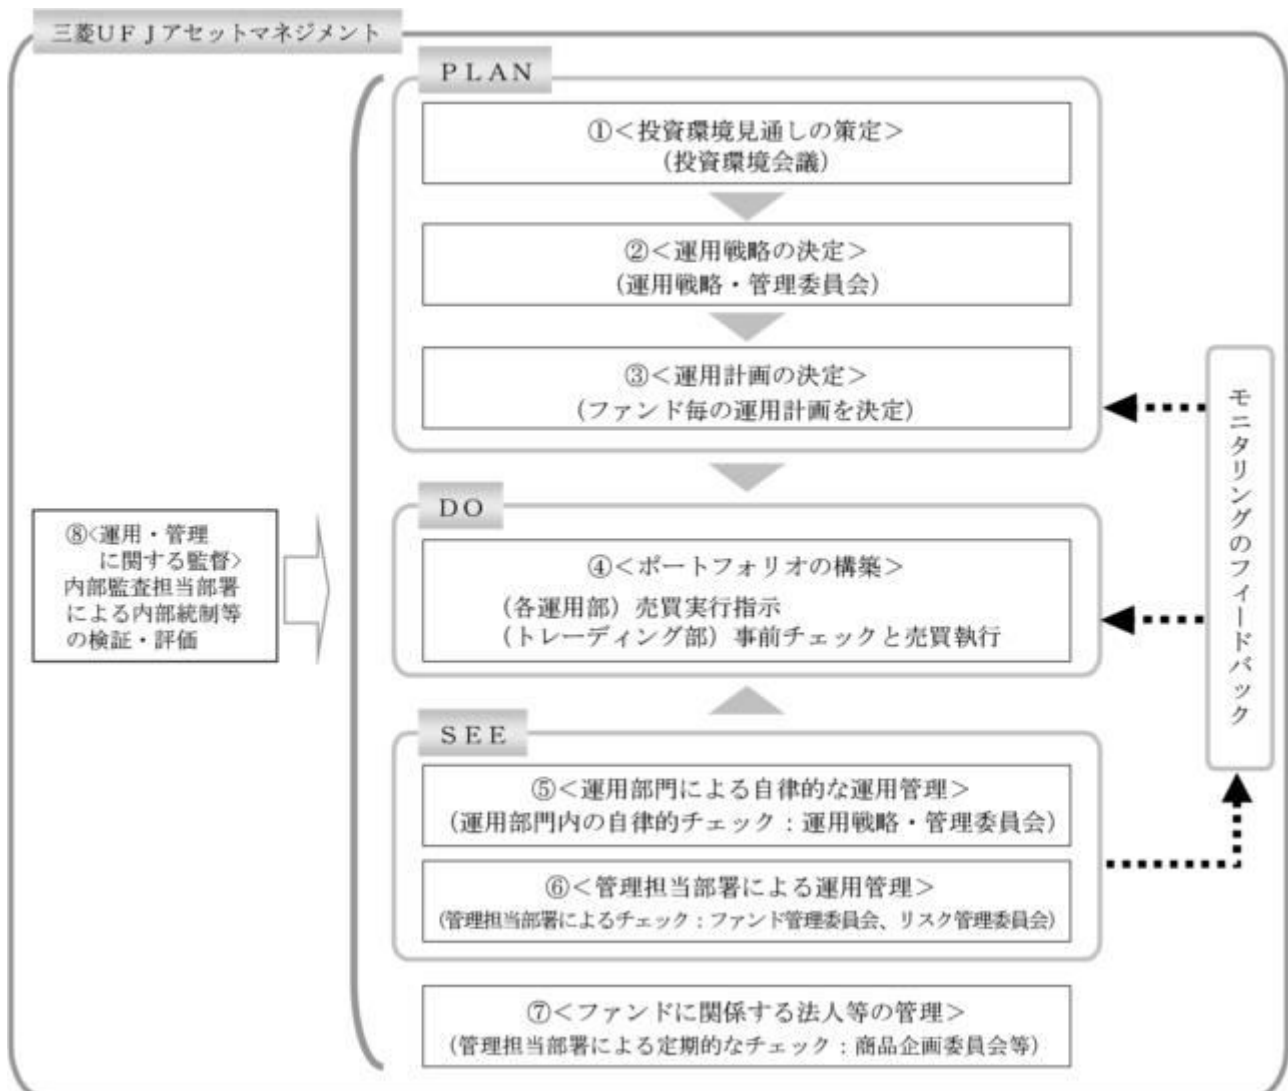 三菱UFJアセットマネジメント
PLAN
①<投資環境見通しの策定>
(投資環境会議)
②<運用戦略の決定>
(運用戦略・管理委員会)
③<運用計画の決定>
(ファンド毎の運用計画を決定)
DO
④<ポートフォリオの構築>
(各運用部)売買実行指示
(トレーディング部)事前チェックと売買執行
SEE
⑤<運用部門による自律的な運用管理>
(運用部門内の自律的チェック:運用戦略・管理委員会)
⑥<管理担当部署による運用管理>
(管理担当部署によるチェック:ファンド管理委員会、リスク管理委員会)
⑦<ファンドに関係する法人等の管理>
(管理担当部署による定期的なチェック:商品企画委員会等)
⑧<運用・管理
に関する監督>
内部監査担当部署
による内部統制等
の検証・評価
モニタリングのフィードバック